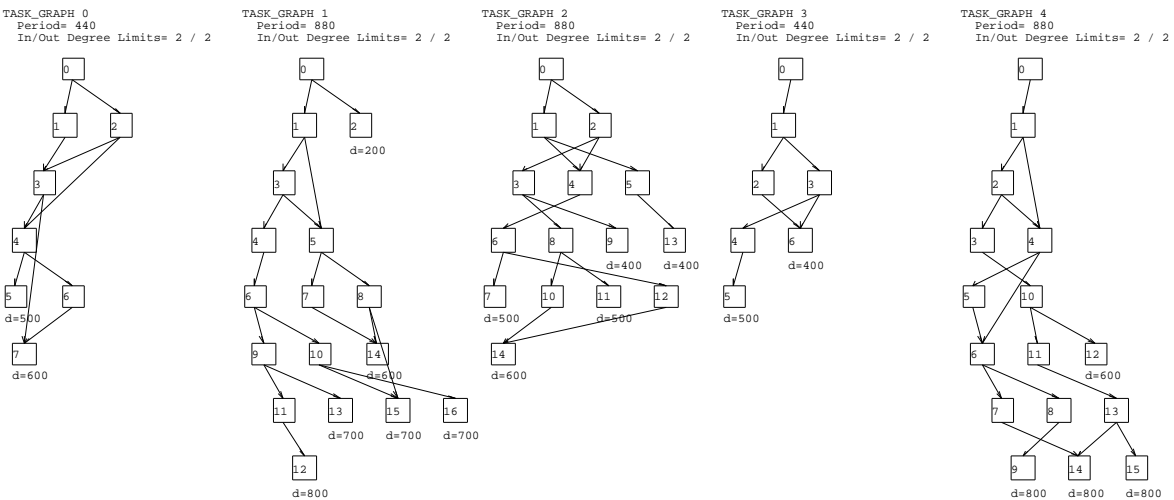 TASK_GRAPH 0
Period= 440
In/Out Degree Limits= 2 / 2
0
1
2
3
4
5
6
d=500
7
d=600
TASK_GRAPH 1
Period= 880
In/Out Degree Limits= 2 / 2
0
1
2
d=200
3
4
5
6
7
8
9
10
14
d=600
11
13
15
16
d=700
d=700
d=700
12
d=800
TASK_GRAPH 2
Period= 880
In/Out Degree Limits= 2 / 2
0
1
2
3
4
5
6
8
9
13
d=400
d=400
7
10
11
12
d=500
d=500
14
d=600
TASK_GRAPH 3
Period= 440
In/Out Degree Limits= 2 / 2
0
1
2
3
4
6
d=400
5
d=500
TASK_GRAPH 4
Period= 880
In/Out Degree Limits= 2 / 2
0
1
2
3
4
5
10
6
11
12
d=600
7
8
13
9
14
15
d=800
d=800
d=800